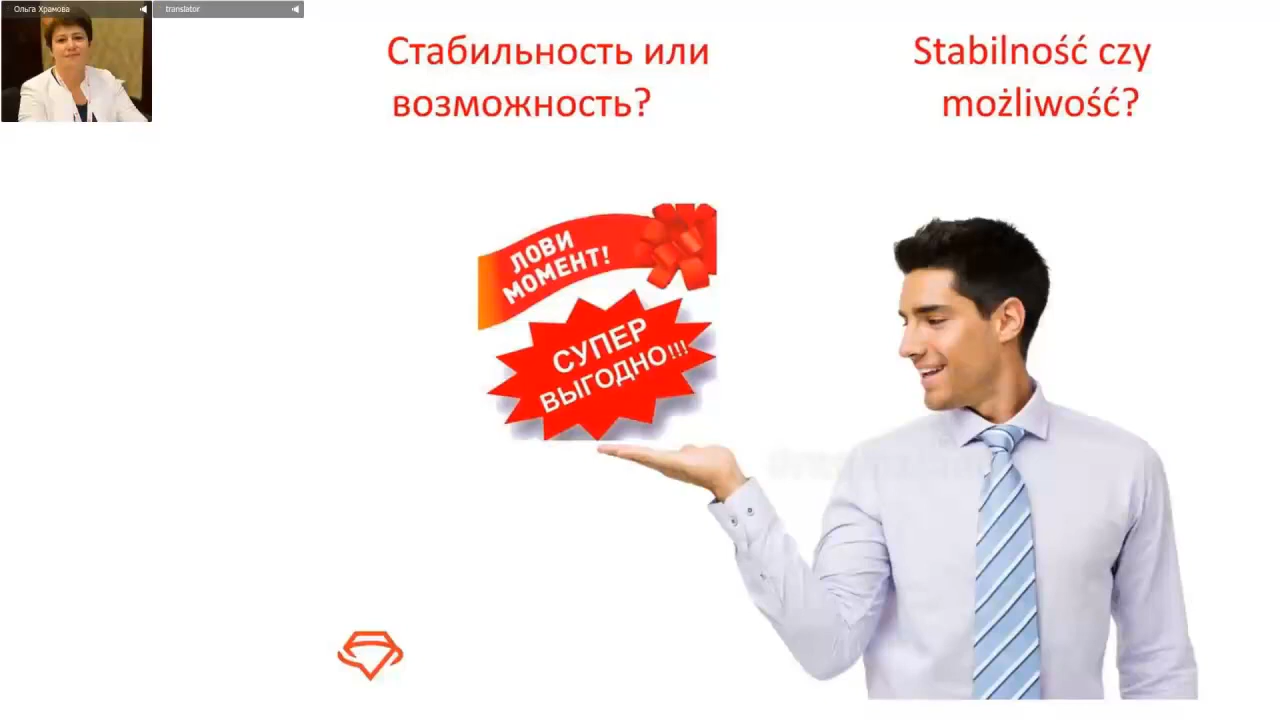 Ольга Храмова
translator
Стабильность или
возможность?
Stabilność czy
możliwość?
ЛОВИ
МОМЕНТ!
СУПЕР
ВЫГОДНО!!!